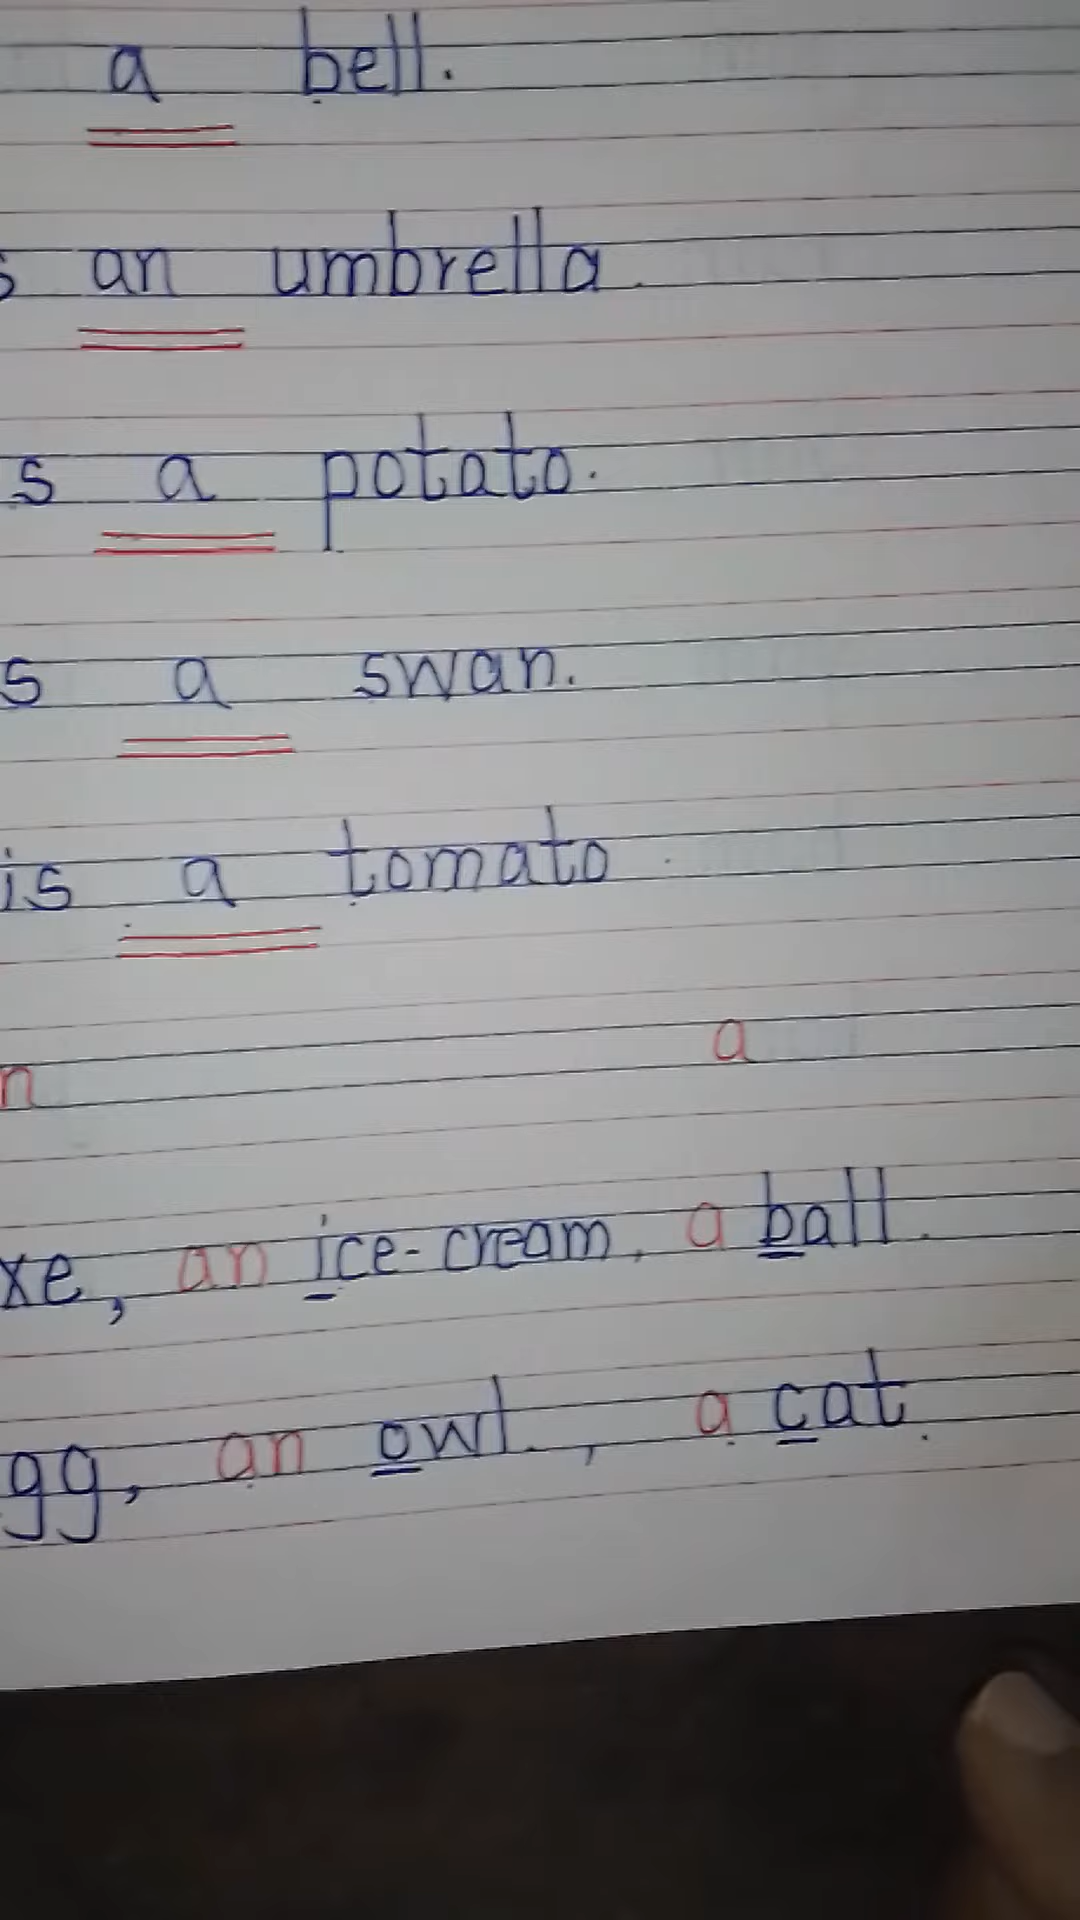 a bell.
s an umbrella.
s a potato.
s a swan.
is a tomato.
n a
xe, an ice-cream, a ball.
gg, an owl, a cat.